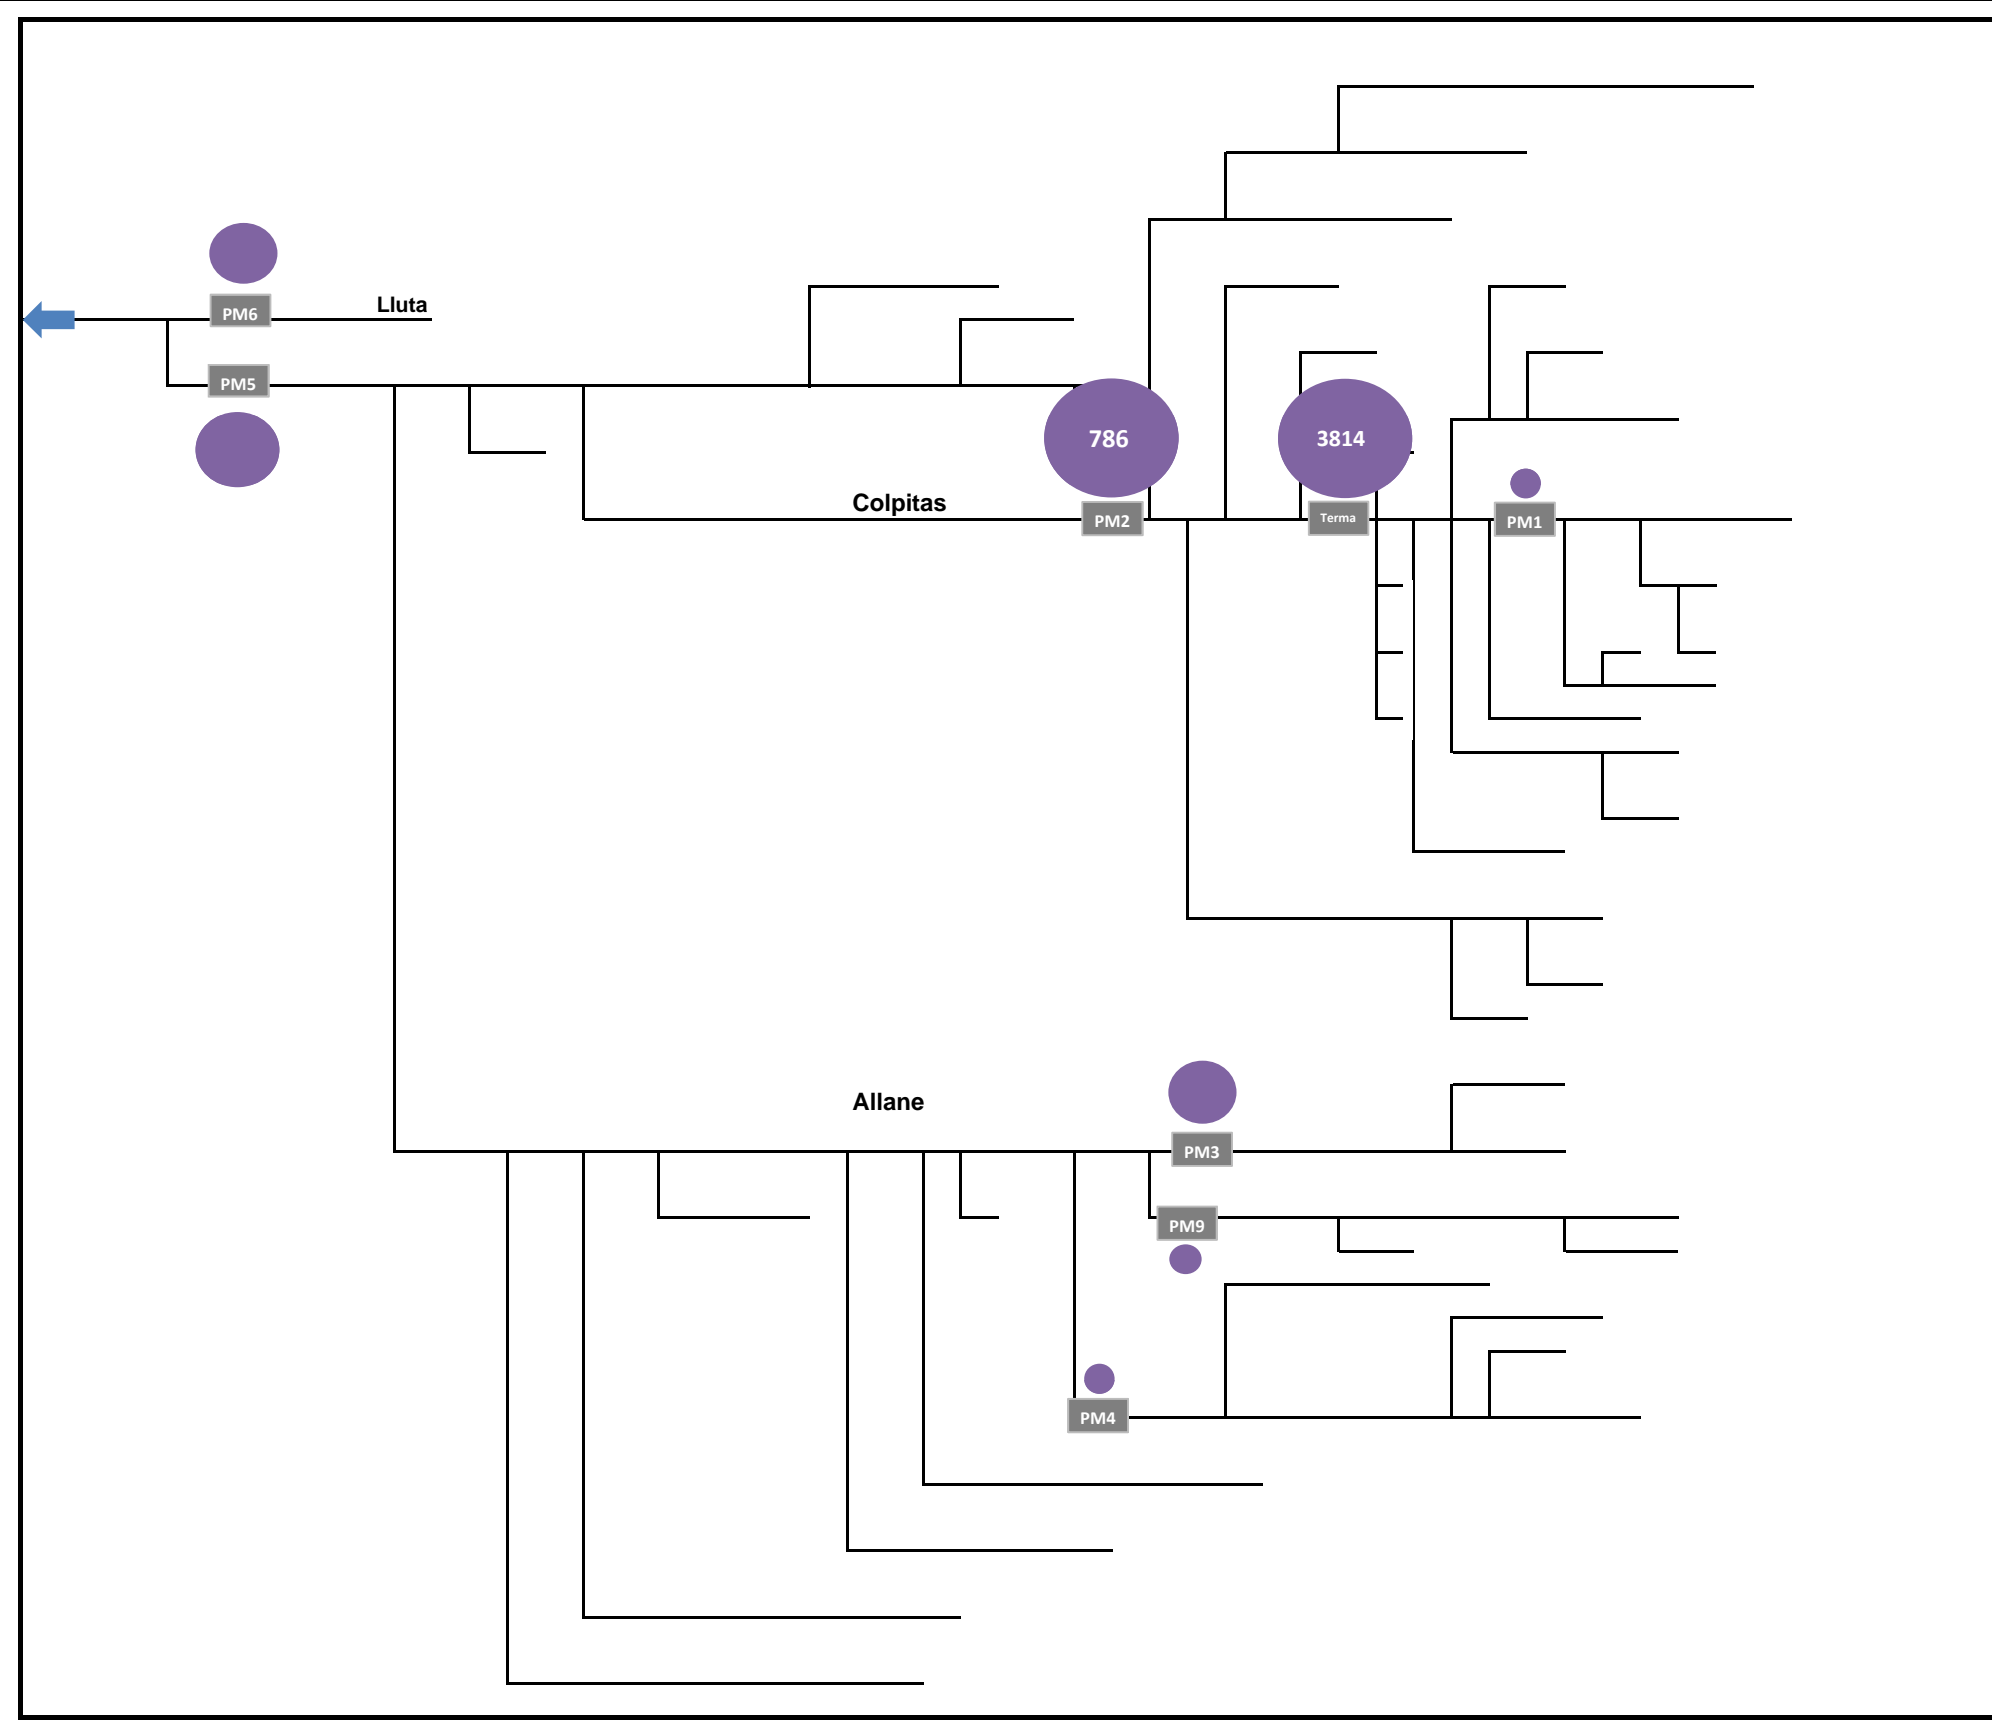 Lluta
PM6
PM5
786
3814
Colpitas
PM2
Terma
PM1
Allane
PM3
PM9
PM4